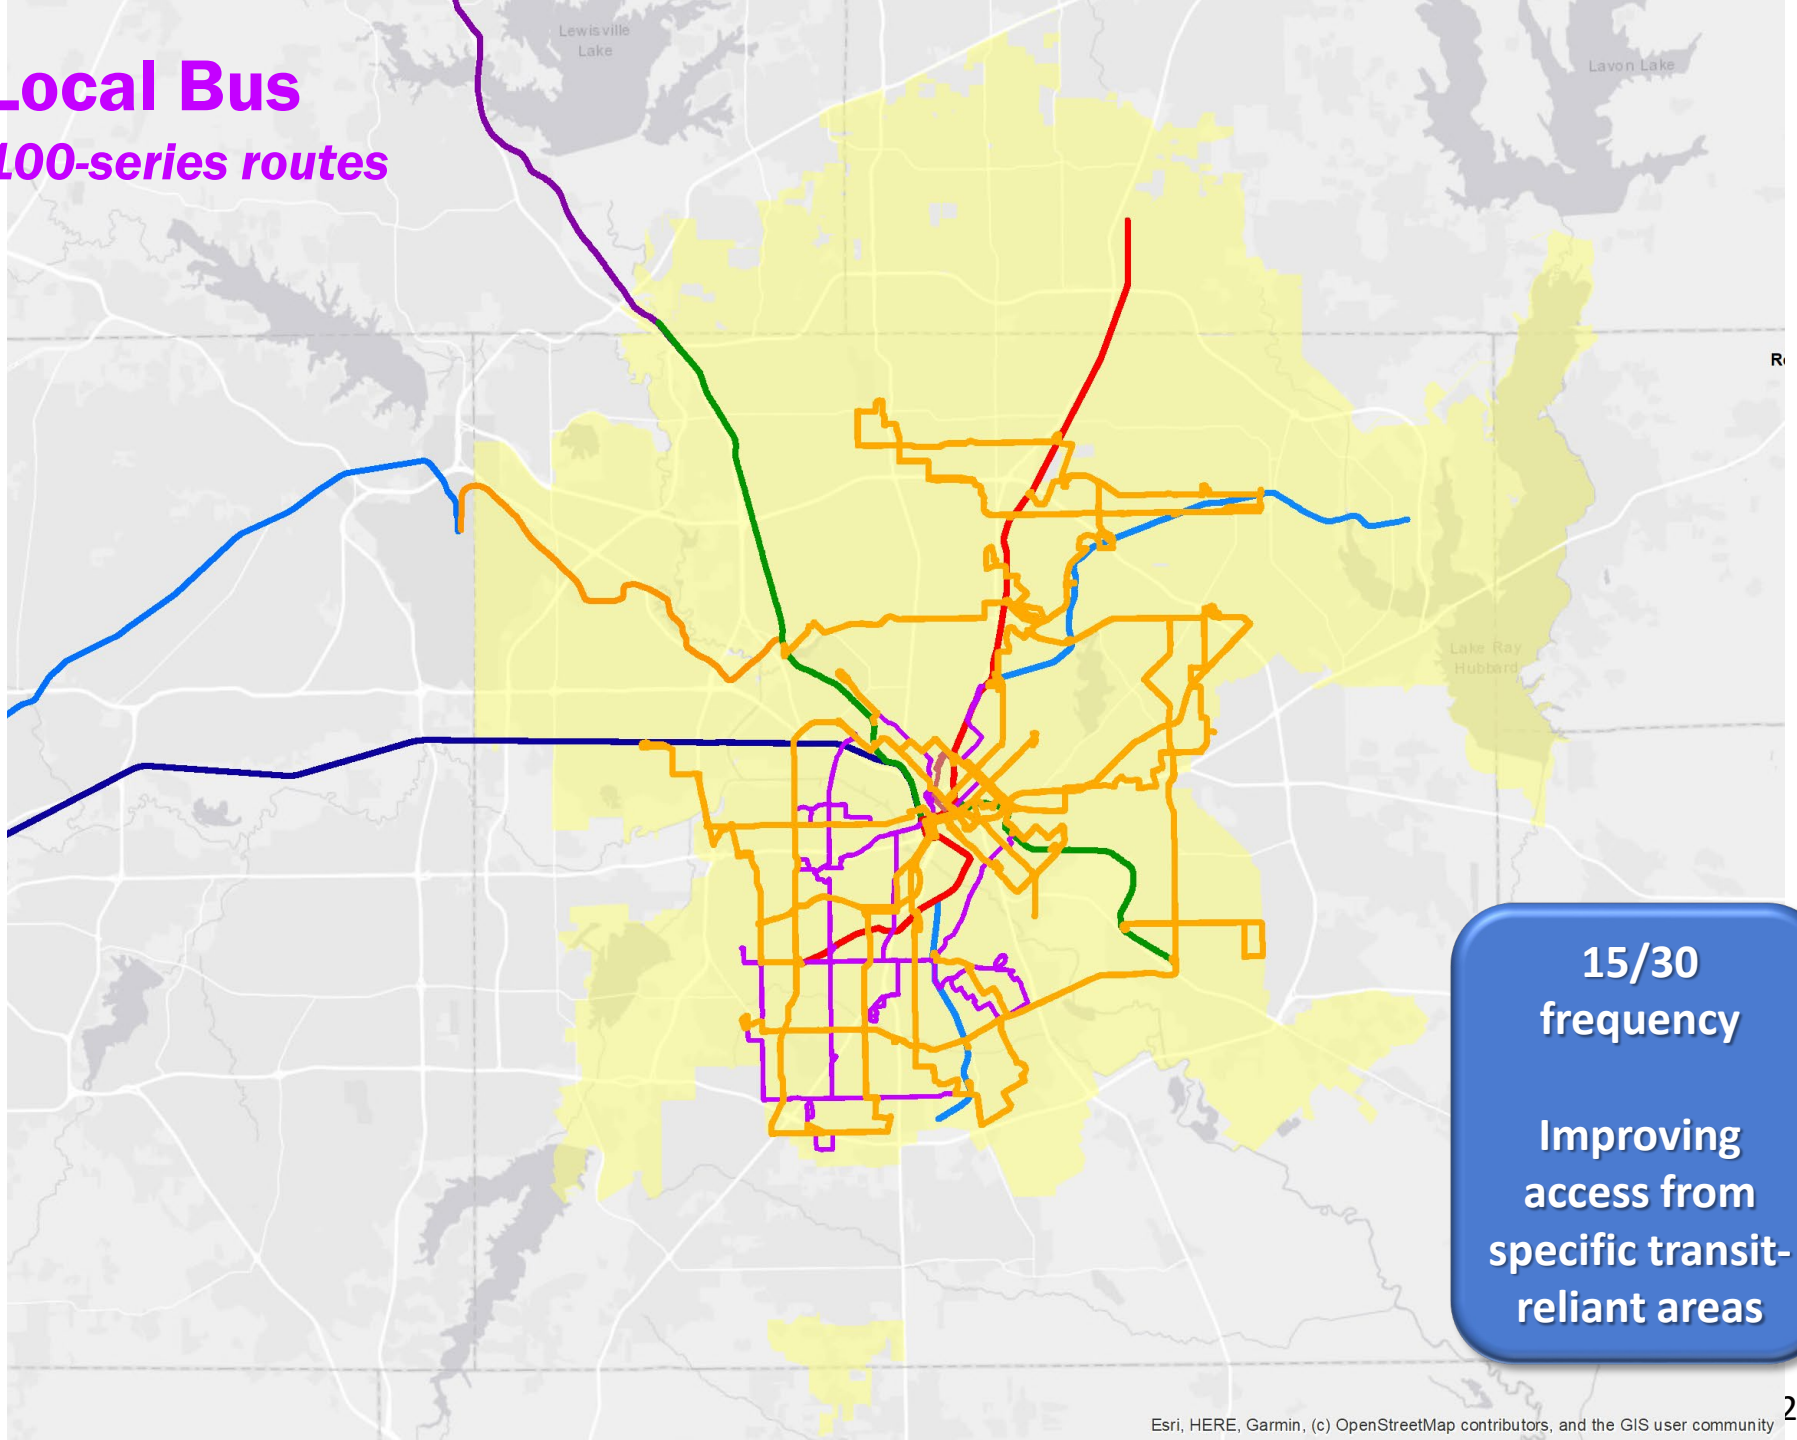 Local Bus
100-series routes
Lewisville
Lake
Lavon Lake
R
Lake Ray
Hubbard
15/30
frequency
Improving
access from
specific transit-
reliant areas
2
Esri, HERE, Garmin, (c) OpenStreetMap contributors, and the GIS user community